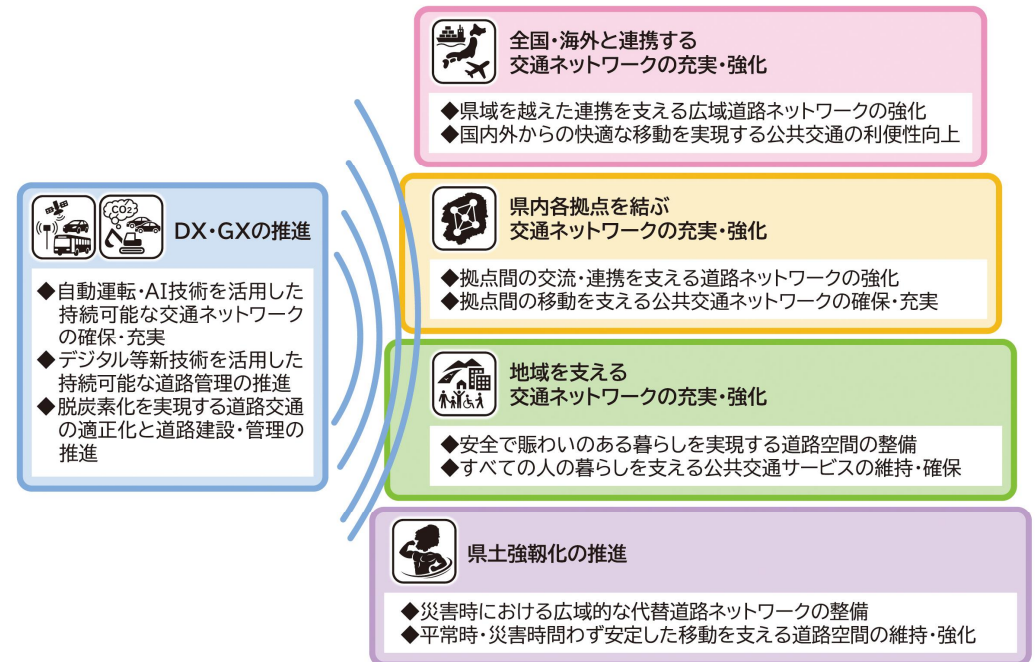 全国・海外と連携する
交通ネットワークの充実・強化
◆県域を越えた連携を支える広域道路ネットワークの強化
◆国内外からの快適な移動を実現する公共交通の利便性向上
CO2
DX・GXの推進
◆自動運転・AI技術を活用した
持続可能な交通ネットワーク
の確保・充実
◆デジタル等新技術を活用した
持続可能な道路管理の推進
◆脱炭素化を実現する道路交通
の適正化と道路建設・管理の
推進
県内各拠点を結ぶ
交通ネットワークの充実・強化
◆拠点間の交流・連携を支える道路ネットワークの強化
◆拠点間の移動を支える公共交通ネットワークの確保・充実
地域を支える
交通ネットワークの充実・強化
◆安全で賑わいのある暮らしを実現する道路空間の整備
◆すべての人の暮らしを支える公共交通サービスの維持・確保
県土強靱化の推進
◆災害時における広域的な代替道路ネットワークの整備
◆平常時・災害時問わず安定した移動を支える道路空間の維持・強化